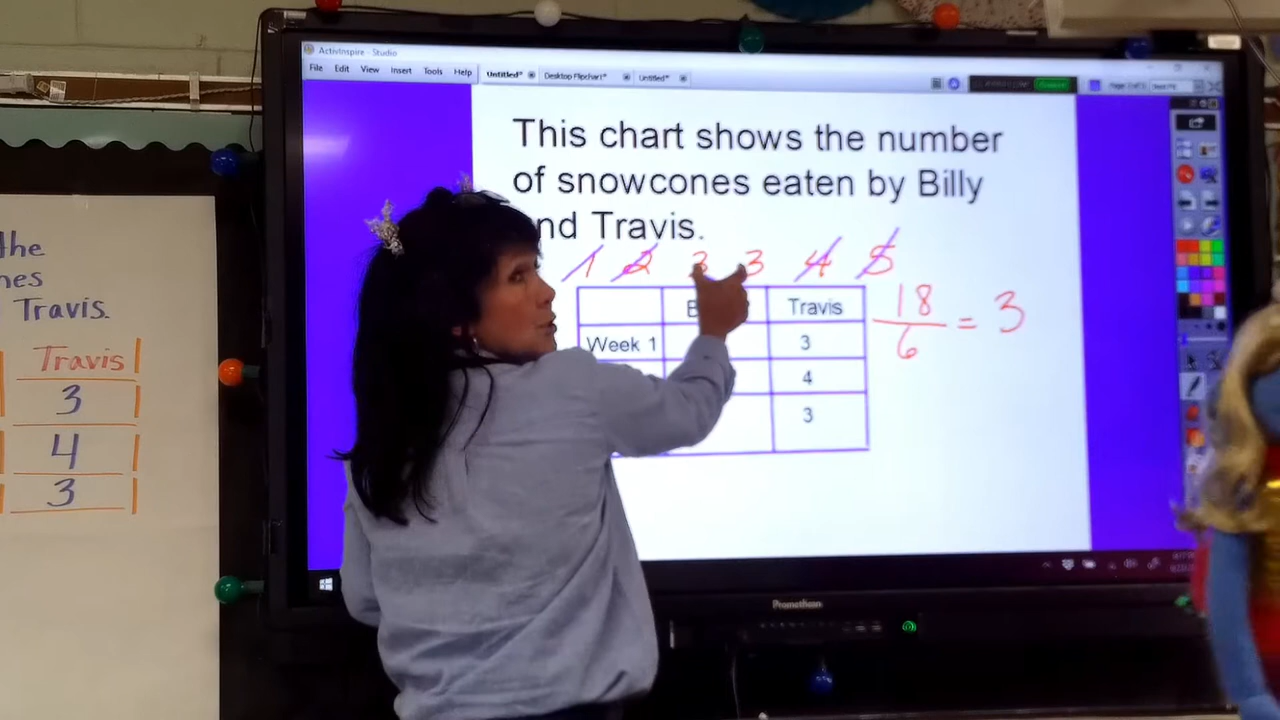 ActivInspire - Studio
File Edit View Insert Tools Help
Untitled* Desktop Flipchart* Untitled*
This chart shows the number
of snowcones eaten by Billy
nd Travis.
1 2 3 3 4 5
B Travis
Week 1 3
4
3
18
6
= 3
the
nes
Travis.
Travis
3
4
3
Promethean